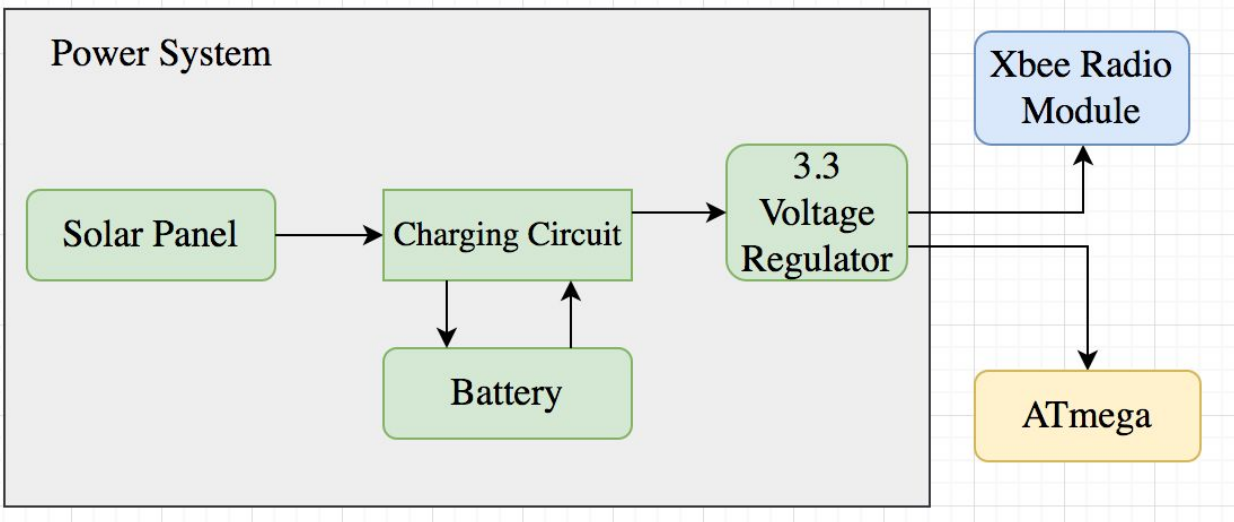 Power System
Solar Panel
Charging Circuit
Battery
3.3
Voltage
Regulator
Xbee Radio
Module
ATmega